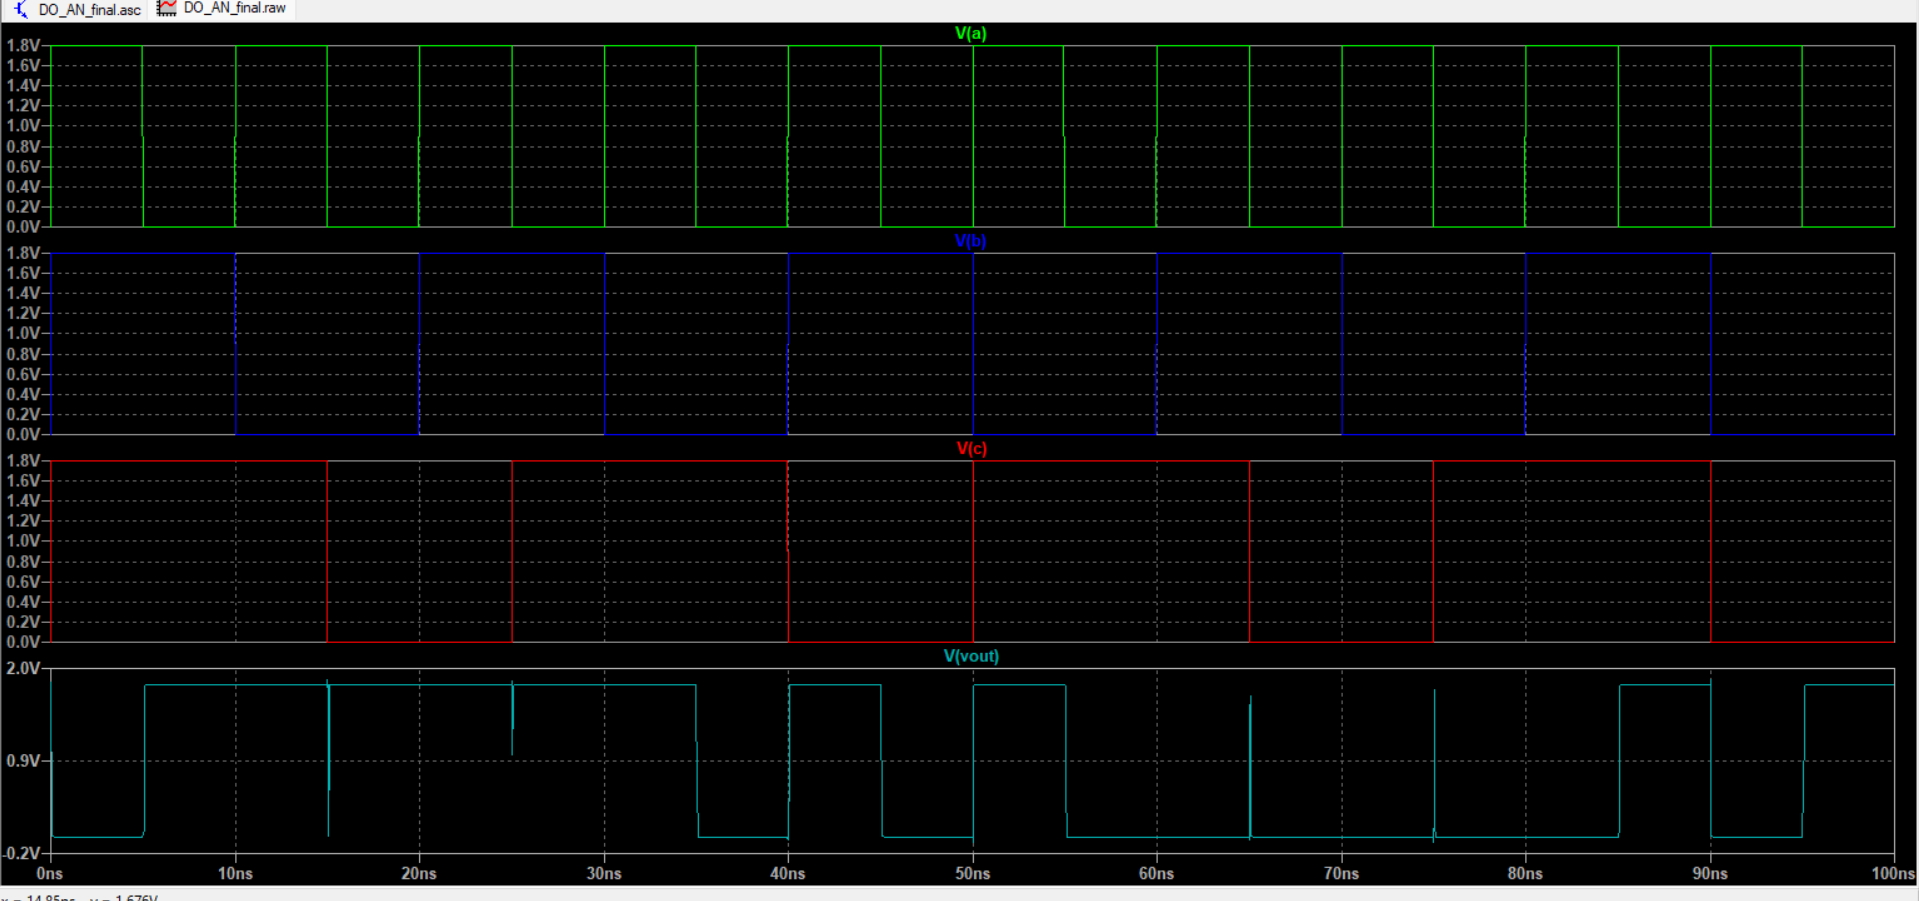 DO_AN_final.asc DO_AN_final.raw
V(a)
1.8V
1.6V
1.4V
1.2V
1.0V
0.8V
0.6V
0.4V
0.2V
0.0V
V(b)
1.8V
1.6V
1.4V
1.2V
1.0V
0.8V
0.6V
0.4V
0.2V
0.0V
V(c)
1.8V
1.6V
1.4V
1.2V
1.0V
0.8V
0.6V
0.4V
0.2V
0.0V
V(vout)
2.0V
0.9V
-0.2V
0ns 10ns 20ns 30ns 40ns 50ns 60ns 70ns 80ns 90ns 100ns
x = 14.85ns y = 1.676V